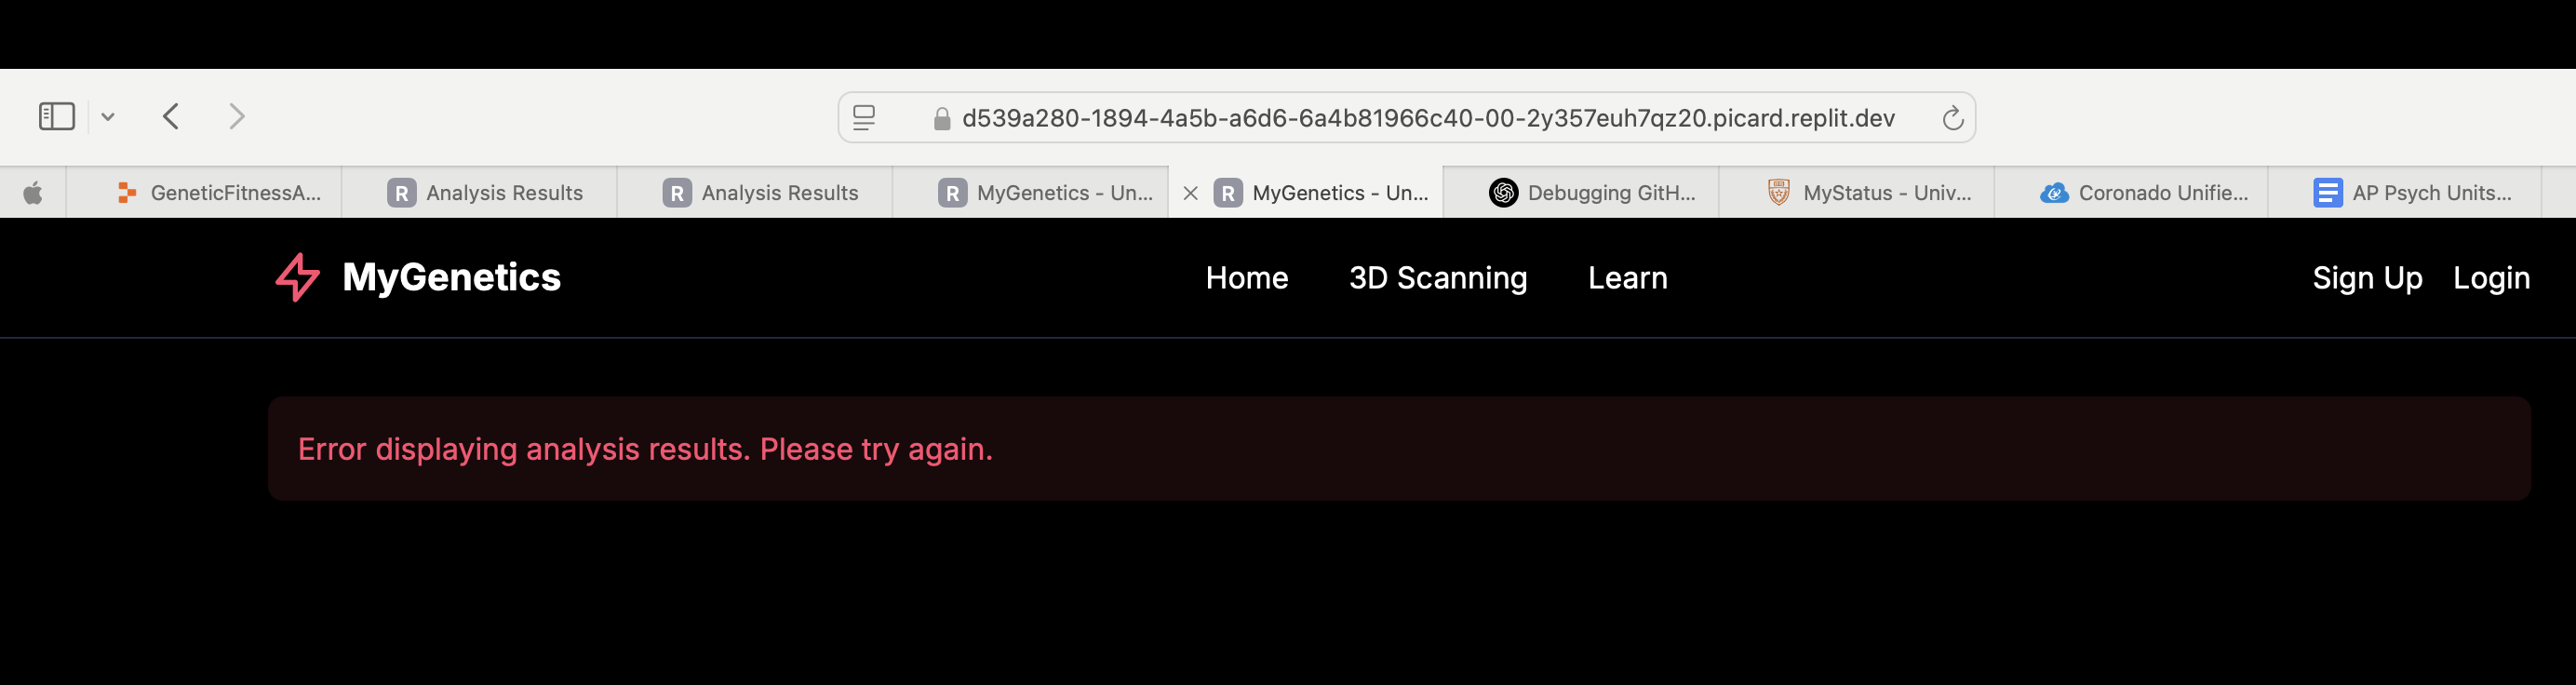 d539a280-1894-4a5b-a6d6-6a4b81966c40-00-2y357euh7qz20.picard.replit.dev
GeneticFitnessA... R Analysis Results R Analysis Results R MyGenetics - Un... R MyGenetics - Un... Debugging GitH... MyStatus - Univ... Coronado Unifie... AP Psych Units...
MyGenetics Home 3D Scanning Learn Sign Up Login
Error displaying analysis results. Please try again.